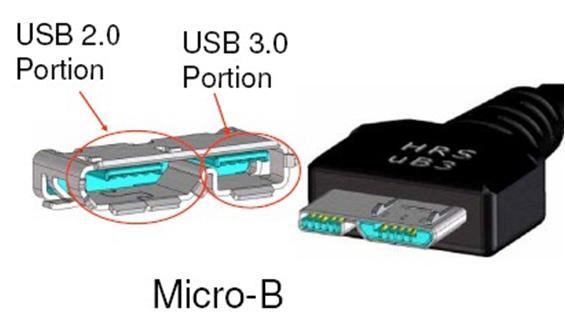 USB 2.0
Portion
USB 3.0
Portion
HRS
uB3
Micro-B